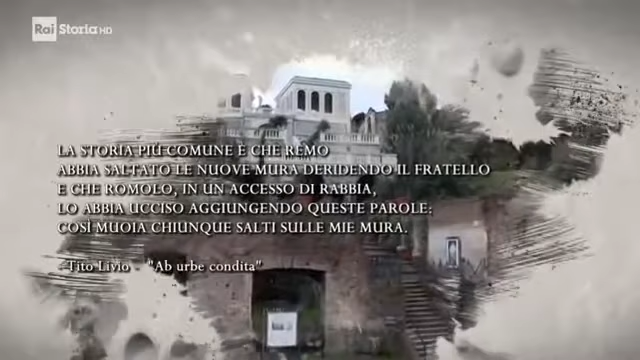 Rai Storia HD
LA STORIA PIÙ COMUNE È CHE REMO
ABBIA SALTATO LE NUOVE MURA DERIDENDO IL FRATELLO
E CHE ROMOLO, IN UN ACCESSO DI RABBIA,
LO ABBIA UCCISO AGGIUNGENDO QUESTE PAROLE:
COSÌ MUOIA CHIUNQUE SALTI SULLE MIE MURA.
-Tito Livio - "Ab urbe condita"